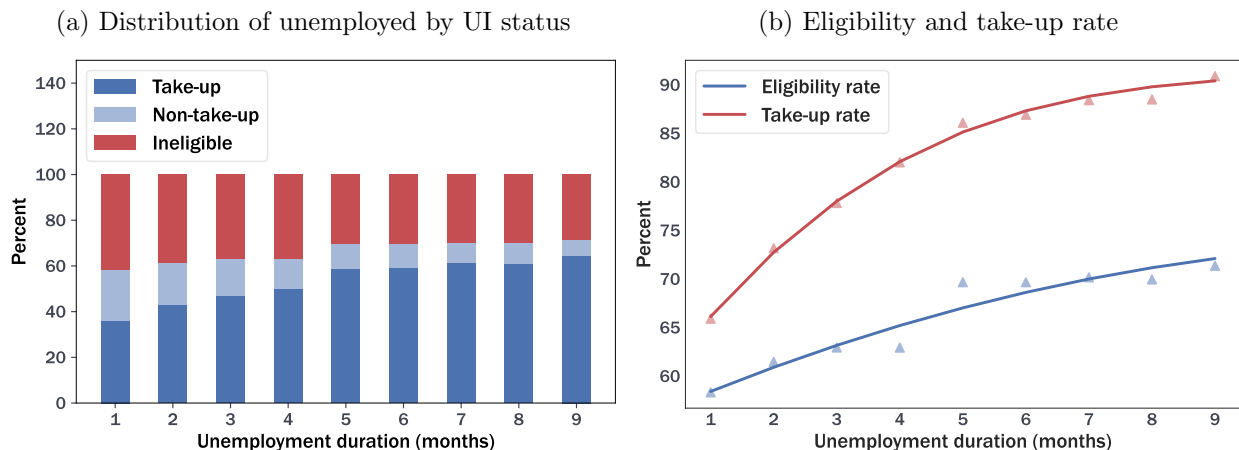 (a) Distribution of unemployed by UI status
140
120
100
80
60
40
20
0
Percent
Take-up
Non-take-up
Ineligible
1 2 3 4 5 6 7 8 9
Unemployment duration (months)
(b) Eligibility and take-up rate
90
85
80
75
70
65
60
Percent
Eligibility rate
Take-up rate
1 2 3 4 5 6 7 8 9
Unemployment duration (months)